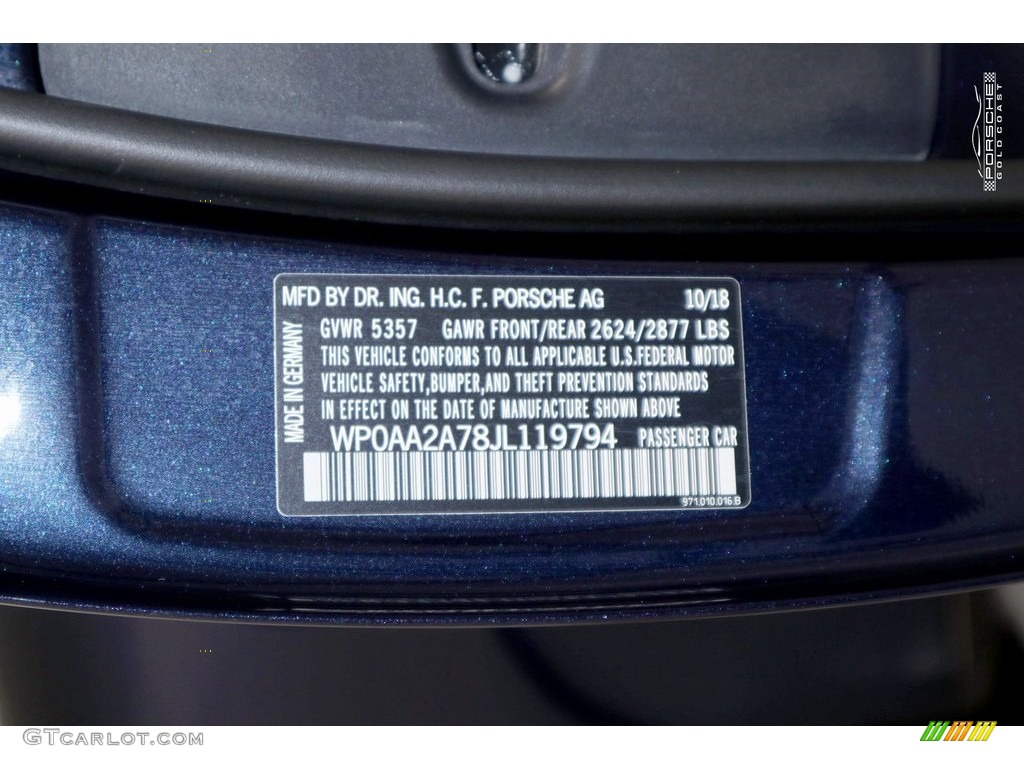 PORSCHE
GOLD COAST
MFD BY DR. ING. H.C. F. PORSCHE AG 10/18
GVWR 5357 GAWR FRONT/REAR 2624/2877 LBS
THIS VEHICLE CONFORMS TO ALL APPLICABLE U.S.FEDERAL MOTOR
VEHICLE SAFETY,BUMPER,AND THEFT PREVENTION STANDARDS
IN EFFECT ON THE DATE OF MANUFACTURE SHOWN ABOVE
MADE IN GERMANY
WP0AA2A78JL119794 PASSENGER CAR
971.010.016.B
GTCARLOT.COM